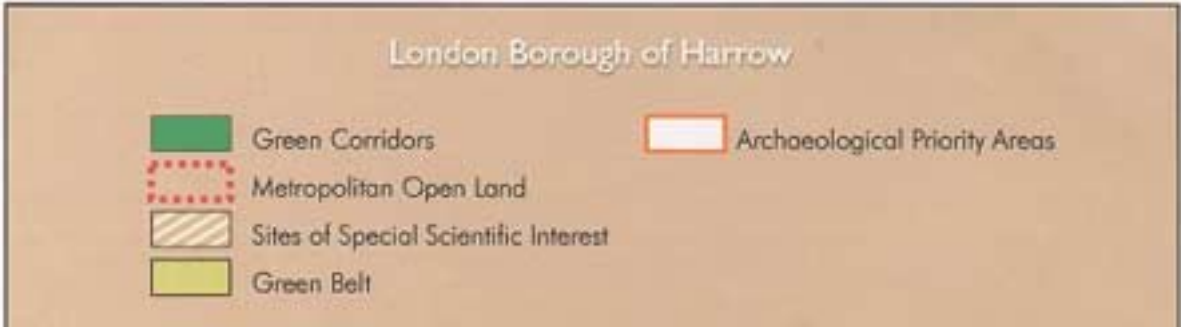 London Borough of Harrow
Green Corridors
Metropolitan Open Land
Sites of Special Scientific Interest
Green Belt
Archaeological Priority Areas